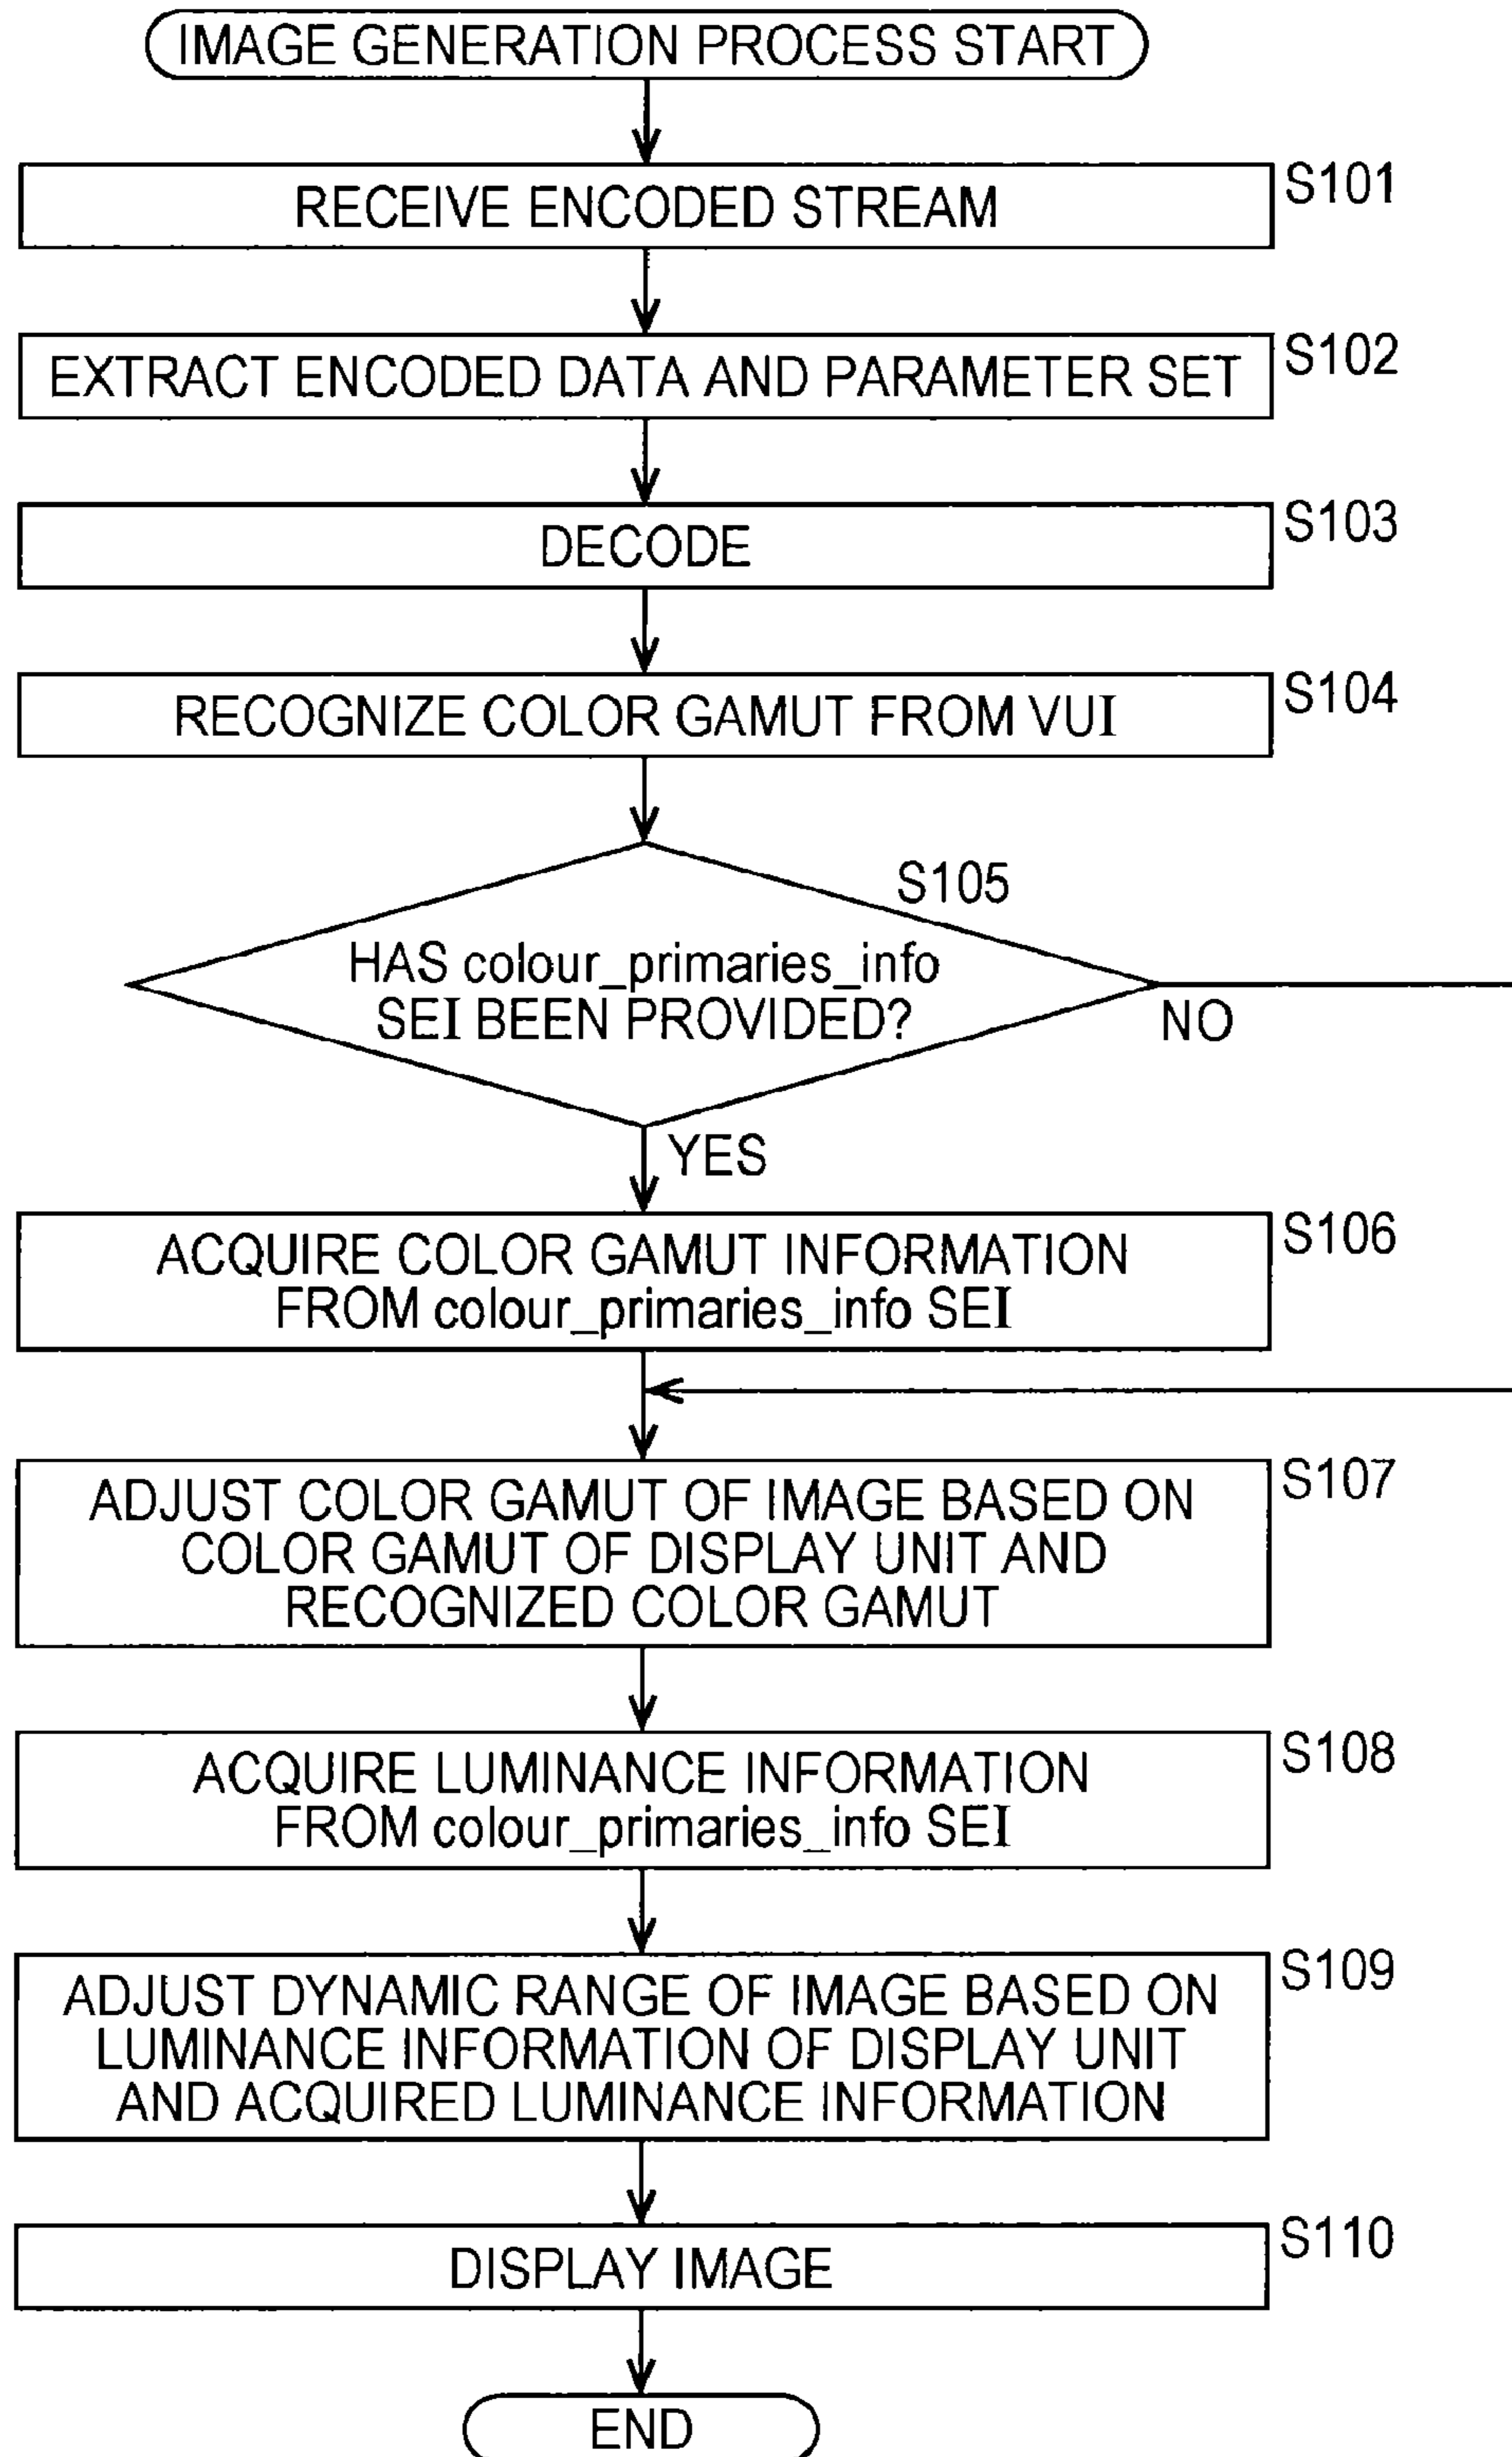 IMAGE GENERATION PROCESS START
S101
RECEIVE ENCODED STREAM
S102
EXTRACT ENCODED DATA AND PARAMETER SET
S103
DECODE
S104
RECOGNIZE COLOR GAMUT FROM VUI
S105
HAS colour_primaries_info
SEI BEEN PROVIDED?
NO
YES
S106
ACQUIRE COLOR GAMUT INFORMATION
FROM colour_primaries_info SEI
S107
ADJUST COLOR GAMUT OF IMAGE BASED ON
COLOR GAMUT OF DISPLAY UNIT AND
RECOGNIZED COLOR GAMUT
S108
ACQUIRE LUMINANCE INFORMATION
FROM colour_primaries_info SEI
S109
ADJUST DYNAMIC RANGE OF IMAGE BASED ON
LUMINANCE INFORMATION OF DISPLAY UNIT
AND ACQUIRED LUMINANCE INFORMATION
S110
DISPLAY IMAGE
END